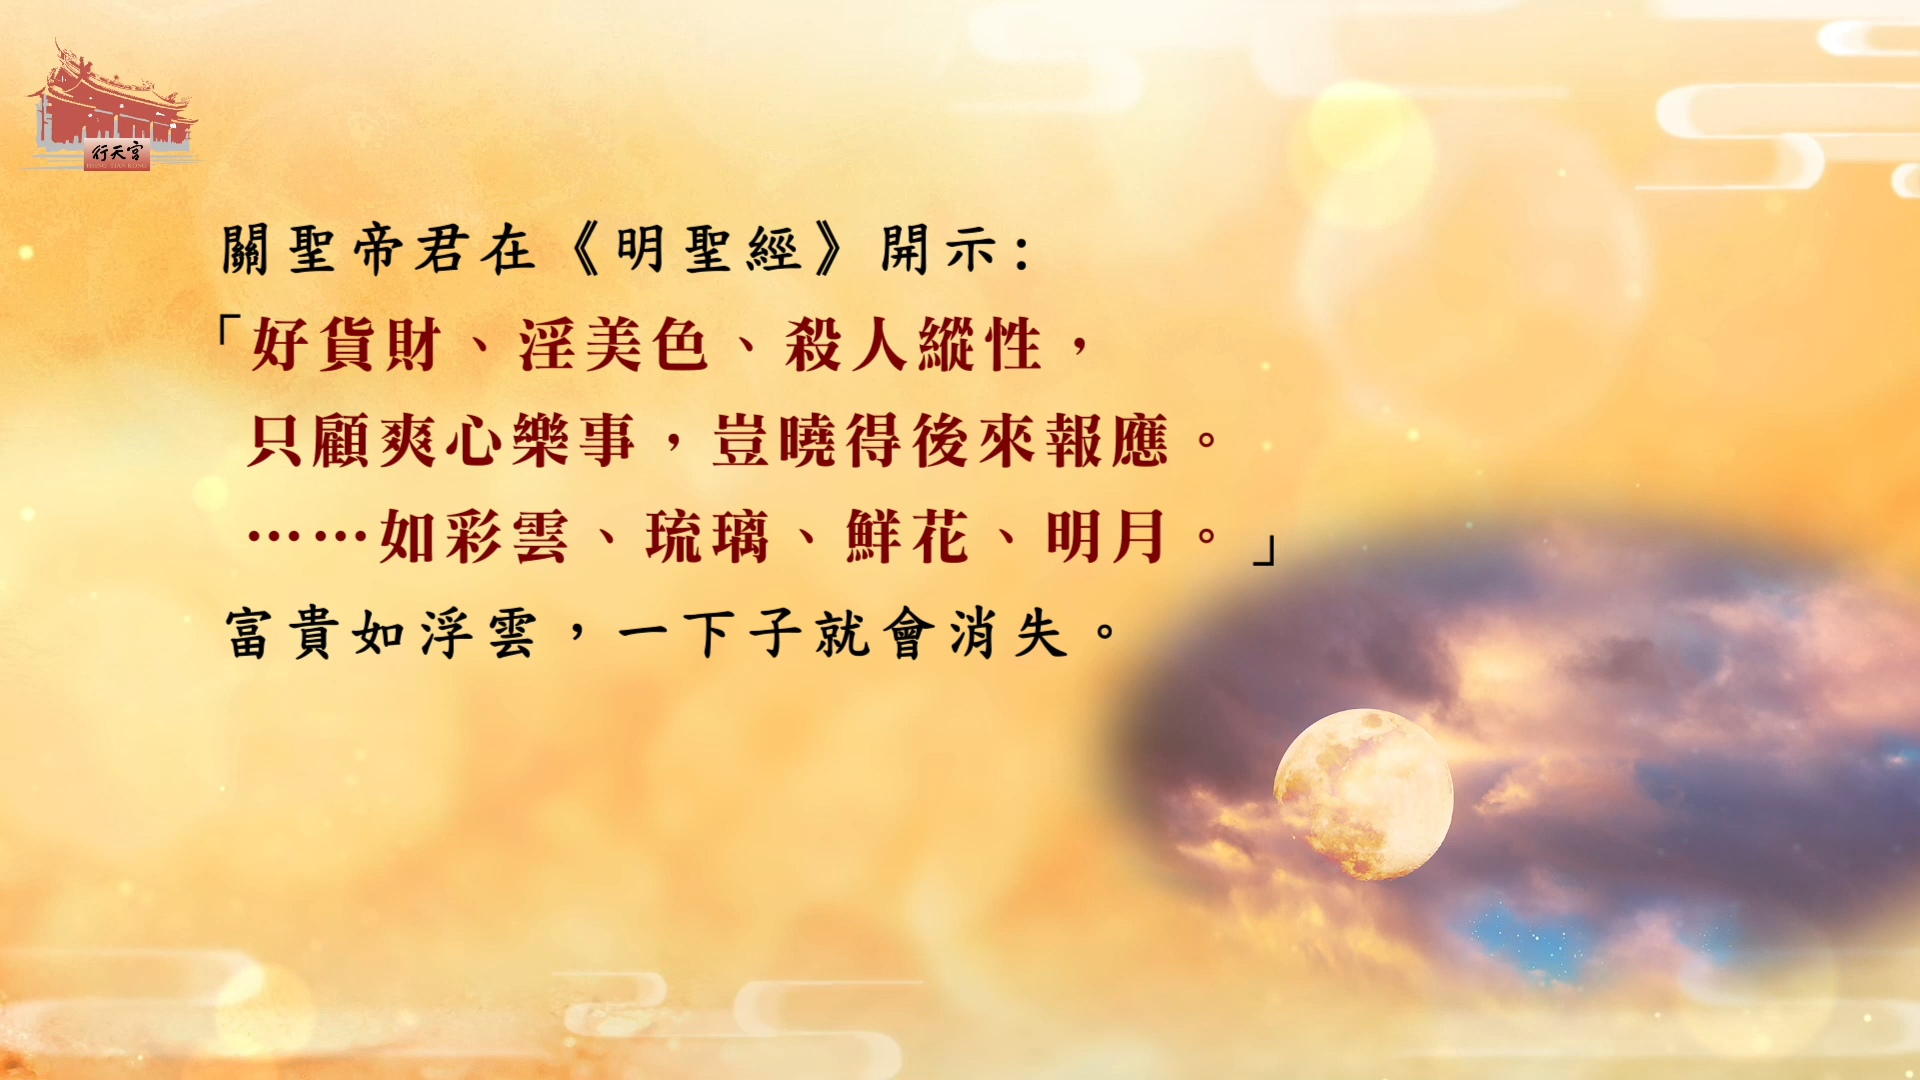 行天宮
HSING TIAN KONG
關聖帝君在《明聖經》開示:
「好貨財、淫美色、殺人縱性，
只顧爽心樂事，豈曉得後來報應。
……如彩雲、琉璃、鮮花、明月。」
富貴如浮雲，一下子就會消失。